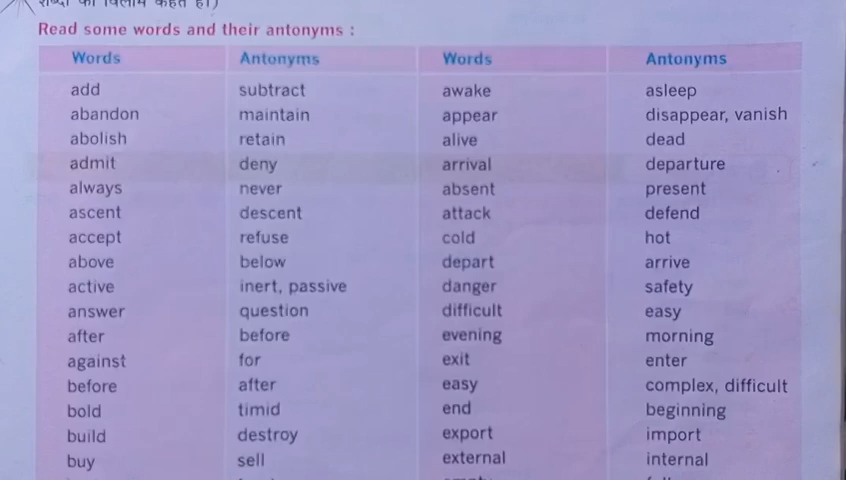 शब्दों को विलोम कहते हैं।)
Read some words and their antonyms :
Words Antonyms Words Antonyms
add subtract awake asleep
abandon maintain appear disappear, vanish
abolish retain alive dead
admit deny arrival departure
always never absent present
ascent descent attack defend
accept refuse cold hot
above below depart arrive
active inert, passive danger safety
answer question difficult easy
after before evening morning
against for exit enter
before after easy complex, difficult
bold timid end beginning
build destroy export import
buy sell external internal